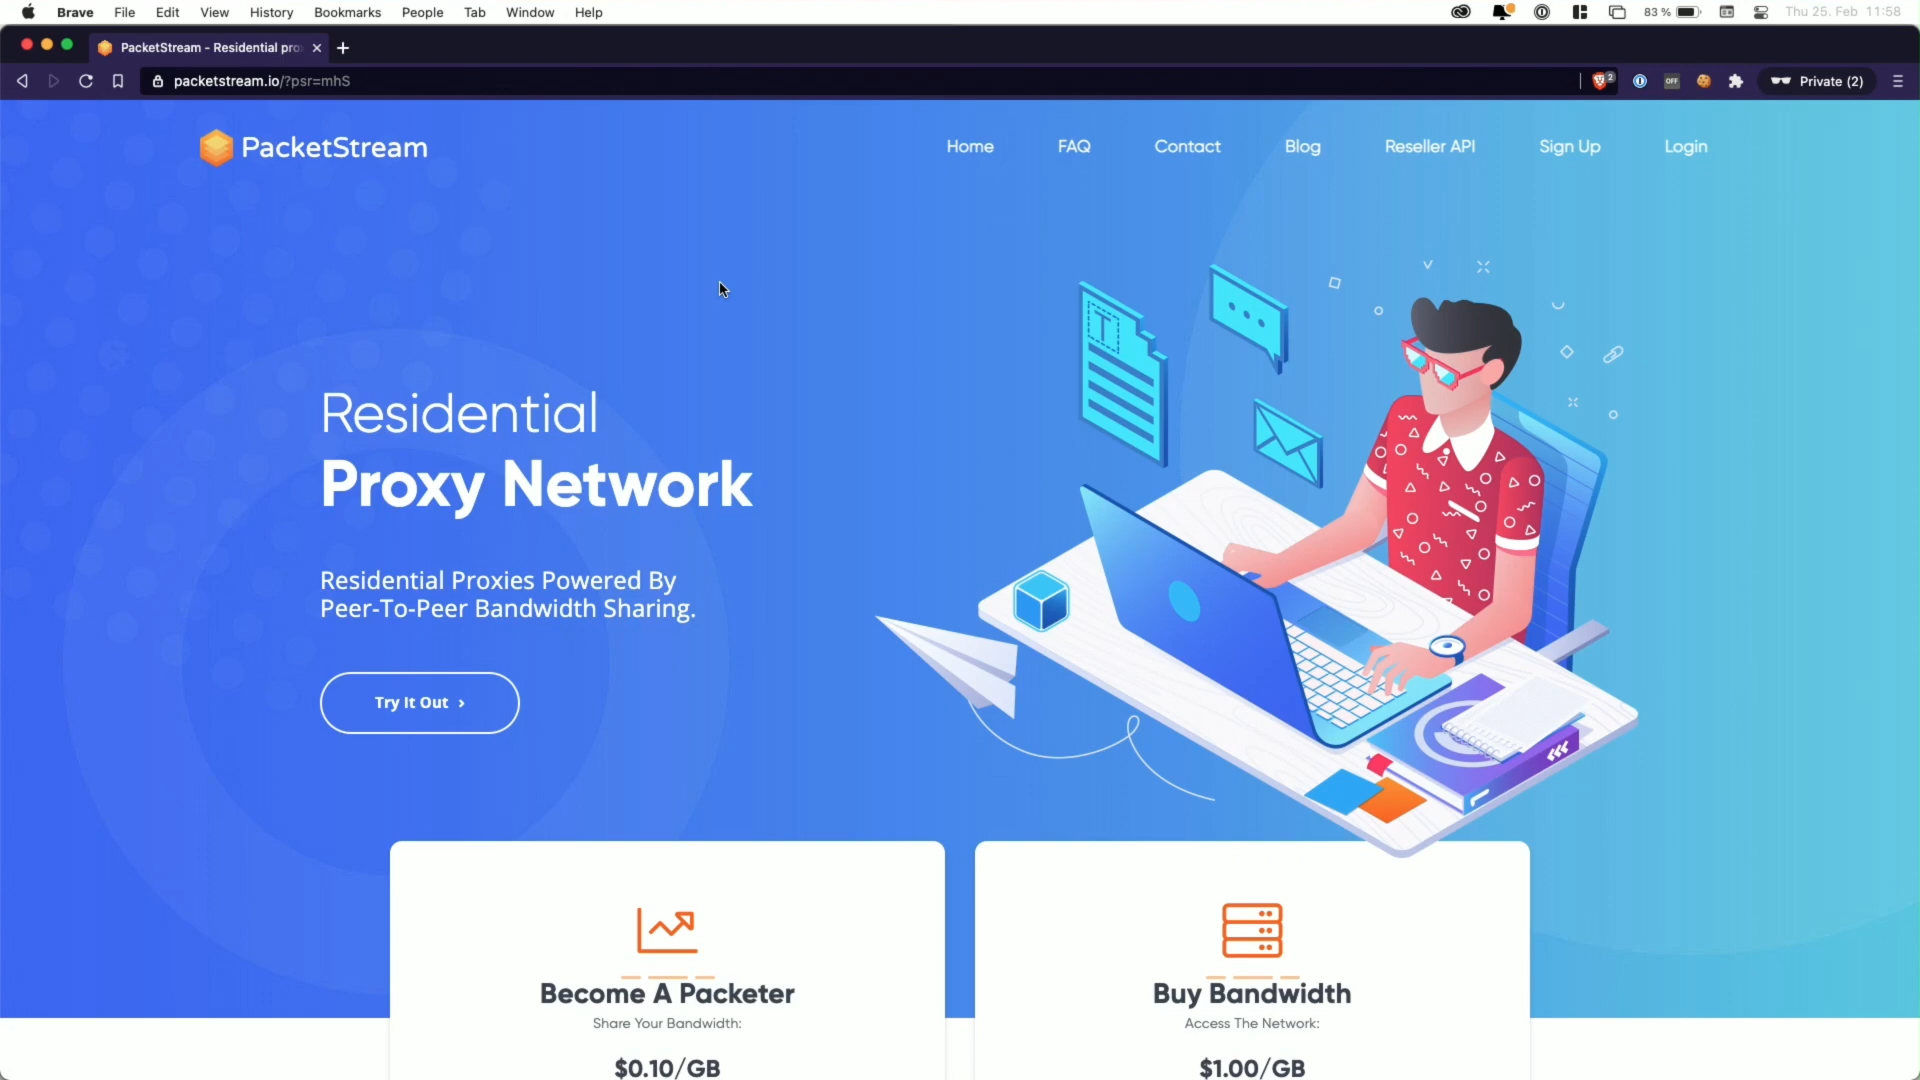 Brave File Edit View History Bookmarks People Tab Window Help 83 % Thu 25. Feb 11:58
PacketStream - Residential pro
packetstream.io/?psr=mhS 2 OFF Private (2)
PacketStream Home FAQ Contact Blog Reseller API Sign Up Login
T
Residential
Proxy Network
Residential Proxies Powered By
Peer-To-Peer Bandwidth Sharing.
Try It Out ›
Become A Packeter
Share Your Bandwidth:
$0.10/GB
Buy Bandwidth
Access The Network:
$1.00/GB